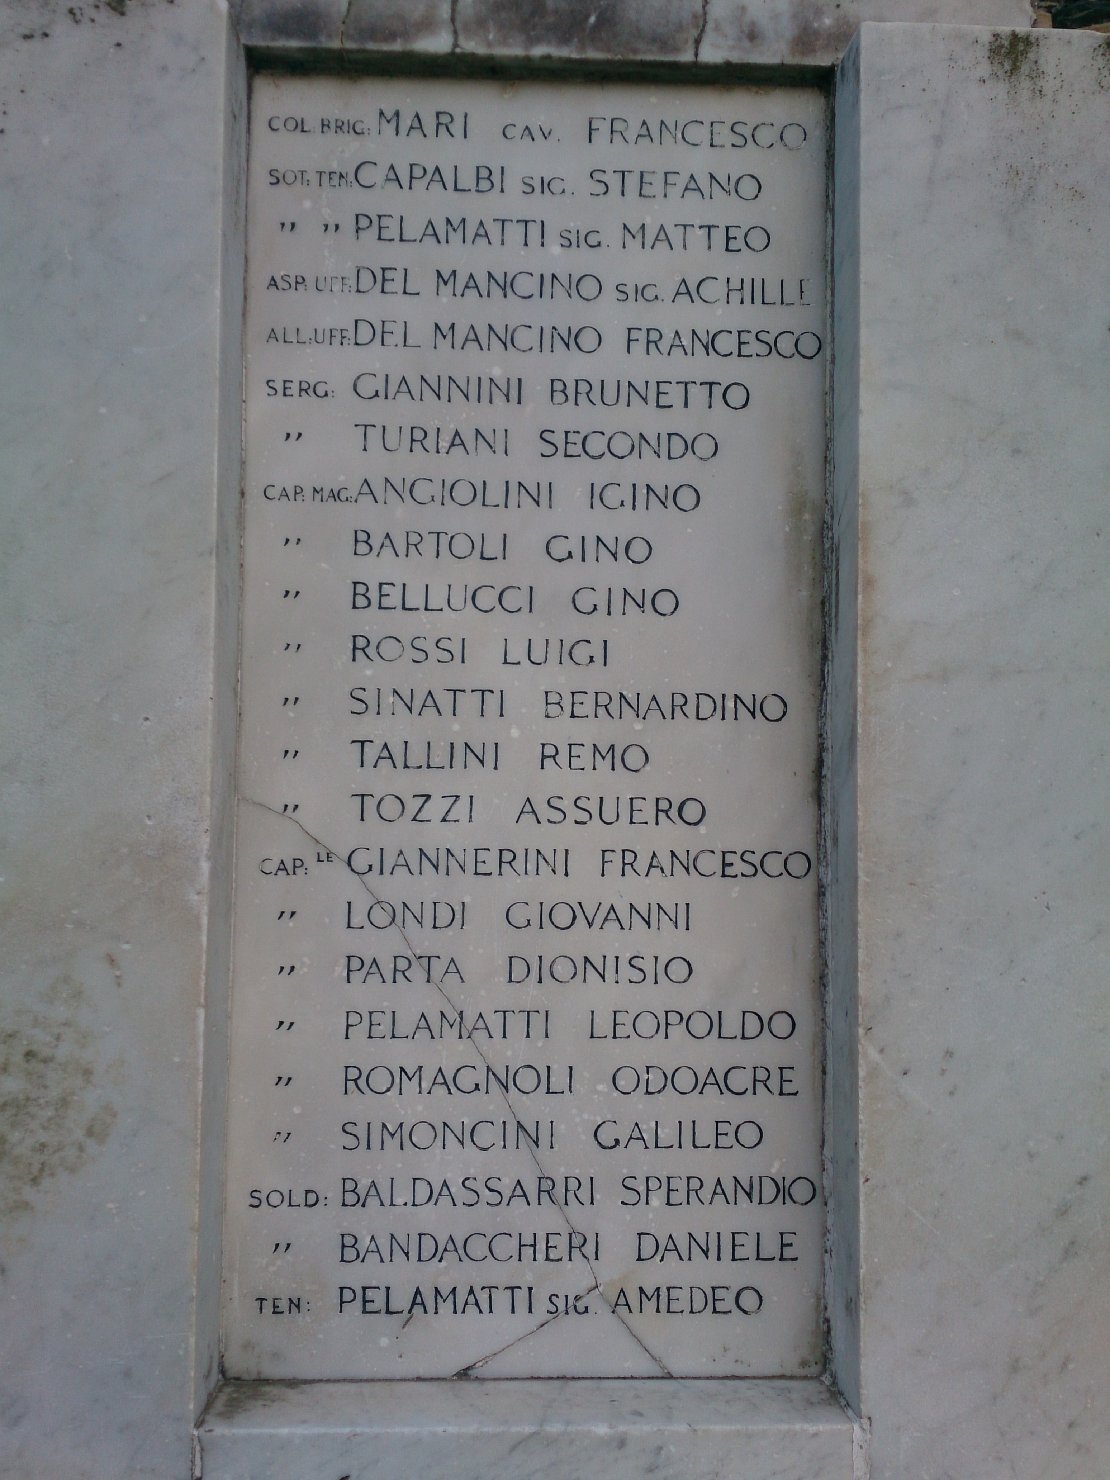 COL. BRIG: MARI CAV. FRANCESCO
SOT: TEN: CAPALBI SIG. STEFANO
" " PELAMATTI SIG. MATTEO
ASP. UFF: DEL MANCINO SIG. ACHILLE
ALL: UFF: DEL MANCINO FRANCESCO
SERG: GIANNINI BRUNETTO
" TURIANI SECONDO
CAP. MAG: ANGIOLINI IGINO
" BARTOLI GINO
" BELLUCCI GINO
" ROSSI LUIGI
" SINATTI BERNARDINO
" TALLINI REMO
" TOZZI ASSUERO
CAP. LE GIANNERINI FRANCESCO
" LONDI GIOVANNI
" PARTA DIONISIO
" PELAMATTI LEOPOLDO
" ROMAGNOLI ODOACRE
" SIMONCINI GALILEO
SOLD: BALDASSARRI SPERANDIO
" BANDACCHERI DANIELE
TEN: PELAMATTI SIG. AMEDEO